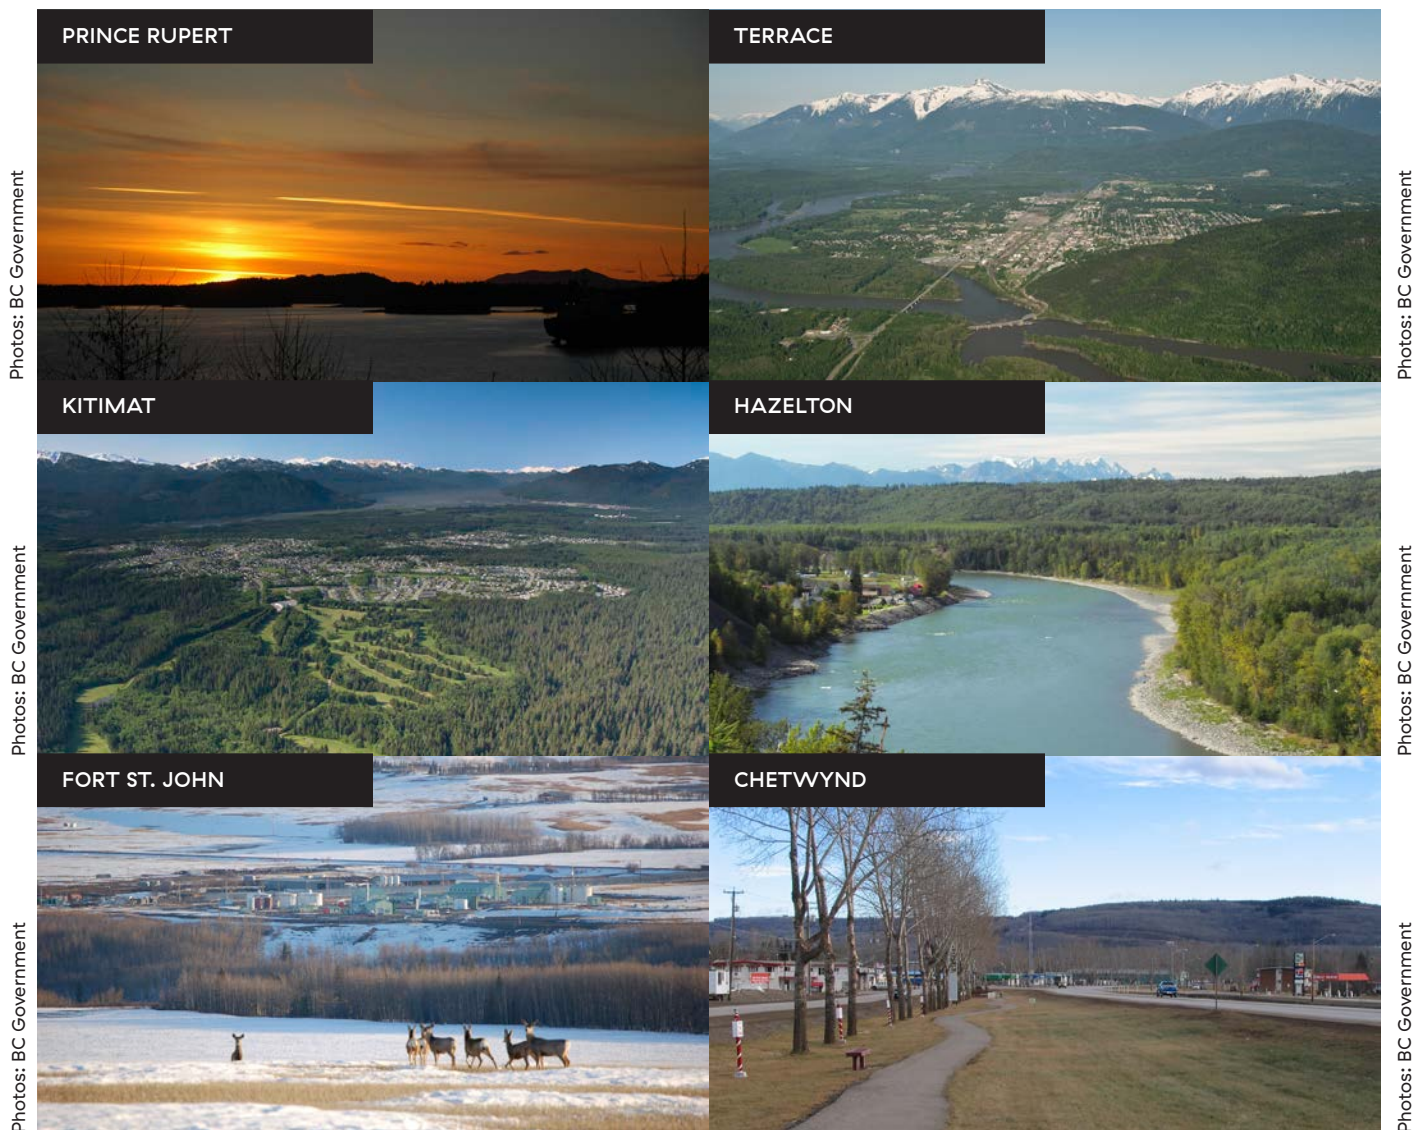 PRINCE RUPERT
TERRACE
Photos: BC Government
Photos: BC Government
KITIMAT
HAZELTON
Photos: BC Government
Photos: BC Government
FORT ST. JOHN
CHETWYND
Photos: BC Government
Photos: BC Government